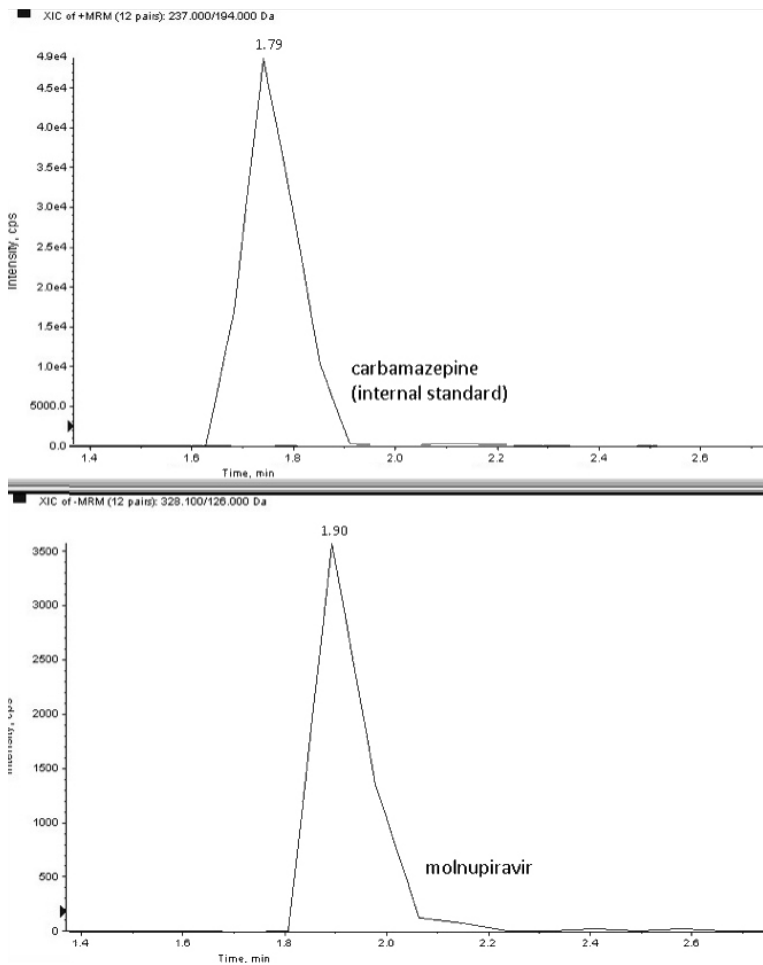 XIC of +MRM (12 pairs): 237.000/194.000 Da
1.79
4.9e4
4.5e4
4.0e4
3.5e4
3.0e4
2.5e4
2.0e4
1.5e4
1.0e4
5000.0
0.0
Intensity, cps
carbamazepine
(internal standard)
1.4 1.6 1.8 2.0 2.2 2.4 2.6
Time, min
XIC of -MRM (12 pairs): 328.100/126.000 Da
1.90
3500
3000
2500
2000
1500
1000
500
0
Intensity, cps
molnupiravir
1.4 1.6 1.8 2.0 2.2 2.4 2.6
Time, min